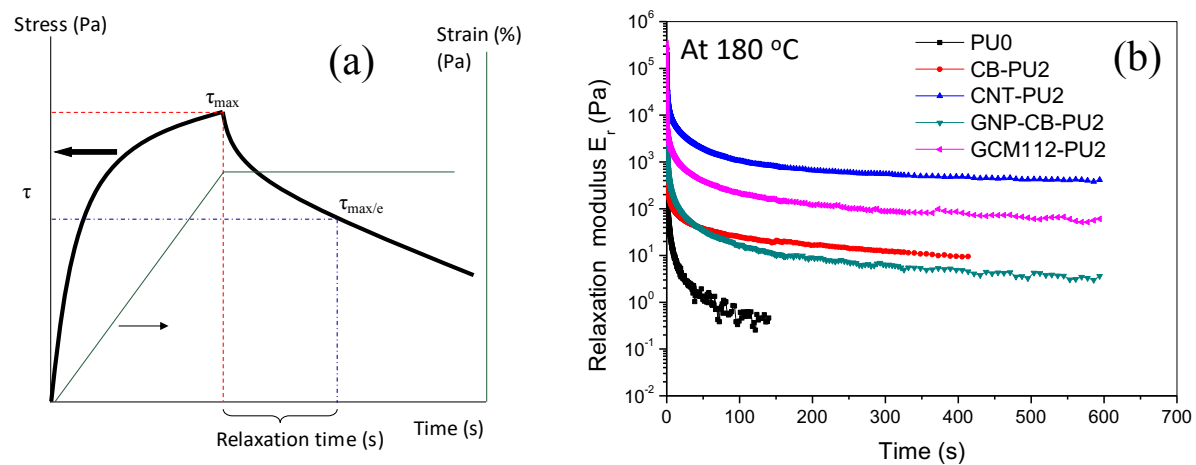 Stress (Pa)
Strain (%)
(Pa)
(a)
τmax
τ
τmax/e
Time (s)
Relaxation time (s)
At 180 °C
(b)
PU0
CB-PU2
CNT-PU2
GNP-CB-PU2
GCM112-PU2
Relaxation modulus Er (Pa)
10^6
10^5
10^4
10^3
10^2
10^1
10^0
10^-1
10^-2
0 100 200 300 400 500 600 700
Time (s)